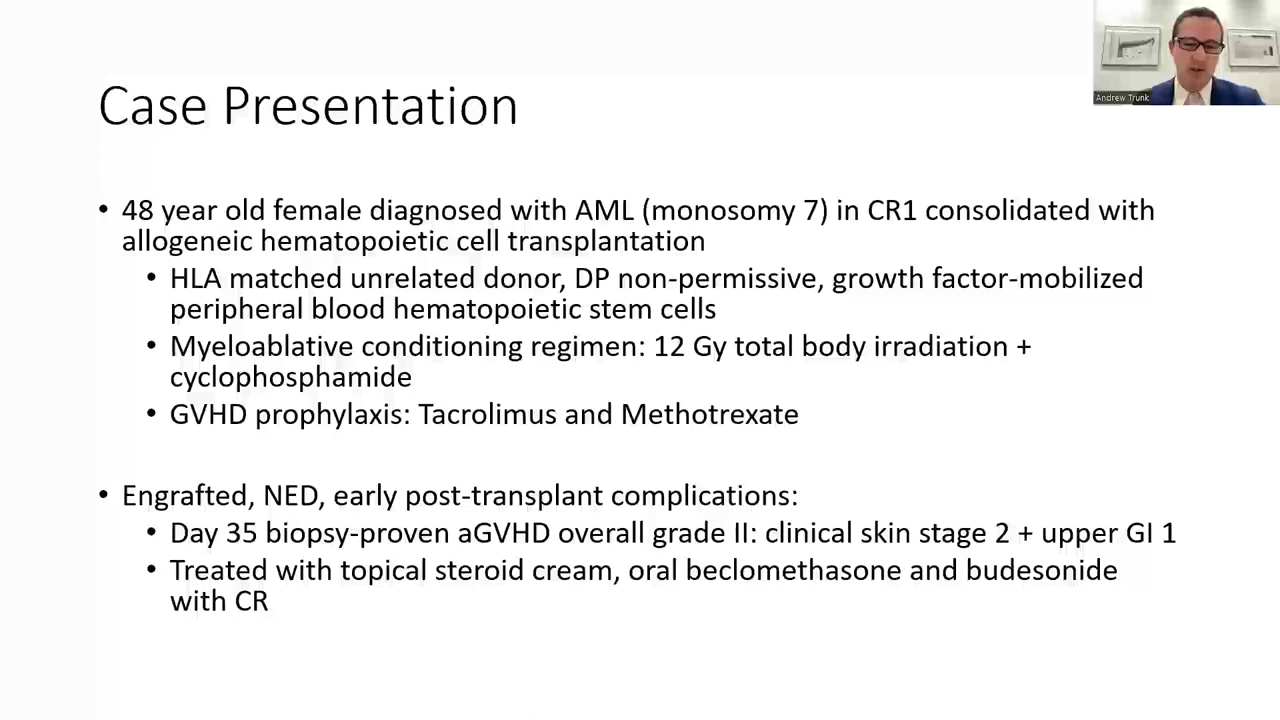 Andrew Trunk
Case Presentation
• 48 year old female diagnosed with AML (monosomy 7) in CR1 consolidated with
allogeneic hematopoietic cell transplantation
• HLA matched unrelated donor, DP non-permissive, growth factor-mobilized
peripheral blood hematopoietic stem cells
• Myeloablative conditioning regimen: 12 Gy total body irradiation +
cyclophosphamide
• GVHD prophylaxis: Tacrolimus and Methotrexate
• Engrafted, NED, early post-transplant complications:
• Day 35 biopsy-proven aGVHD overall grade II: clinical skin stage 2 + upper GI 1
• Treated with topical steroid cream, oral beclomethasone and budesonide
with CR